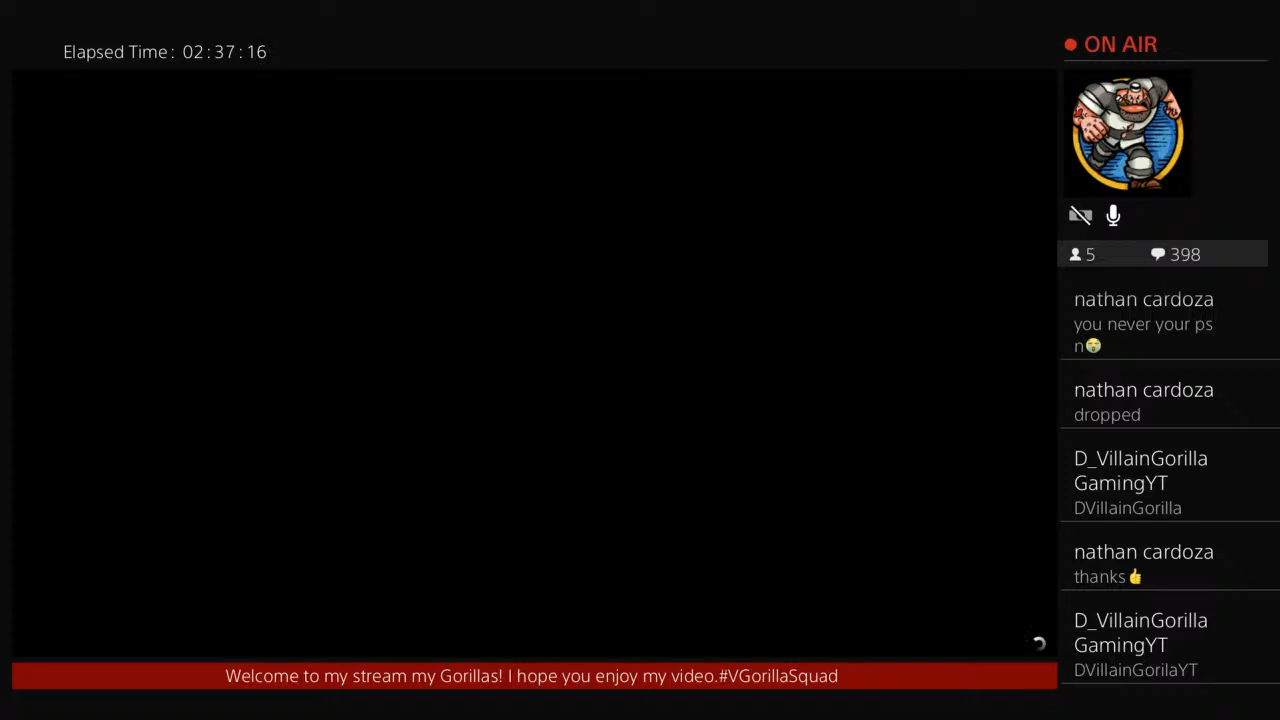 Elapsed Time: 02:37:16
ON AIR
5 398
nathan cardoza
you never your ps
n😭
nathan cardoza
dropped
D_VillainGorilla
GamingYT
DVillainGorilla
nathan cardoza
thanks👍
D_VillainGorilla
GamingYT
DVillainGorilaYT
Welcome to my stream my Gorillas! I hope you enjoy my video.#VGorillaSquad